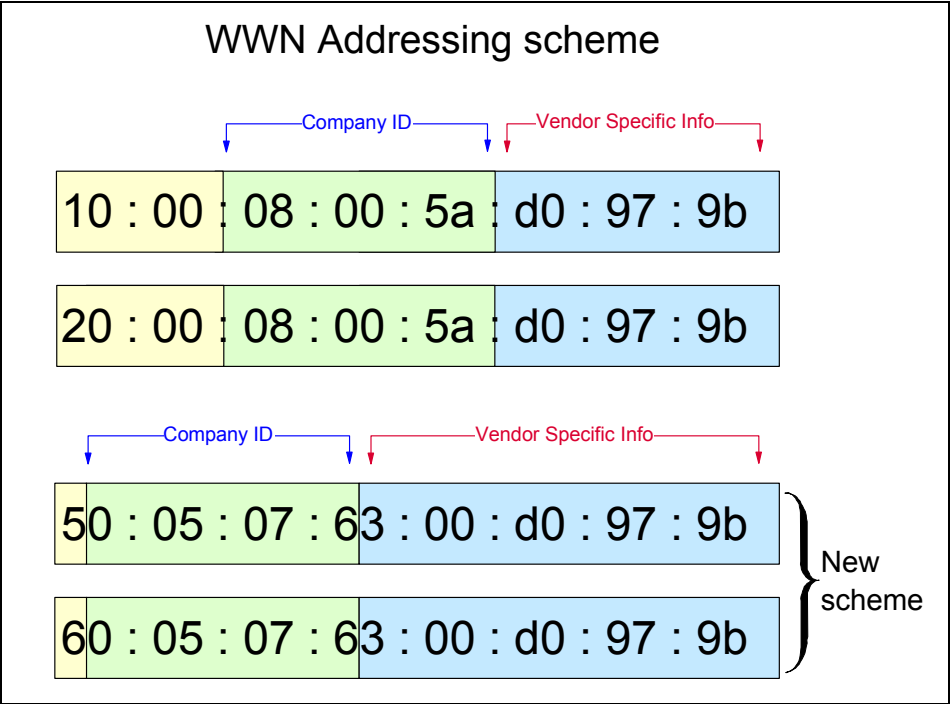 WWN Addressing scheme
Company ID Vendor Specific Info
10 : 00 : 08 : 00 : 5a : d0 : 97 : 9b
20 : 00 : 08 : 00 : 5a : d0 : 97 : 9b
Company ID Vendor Specific Info
50 : 05 : 07 : 63 : 00 : d0 : 97 : 9b
New
scheme
60 : 05 : 07 : 63 : 00 : d0 : 97 : 9b